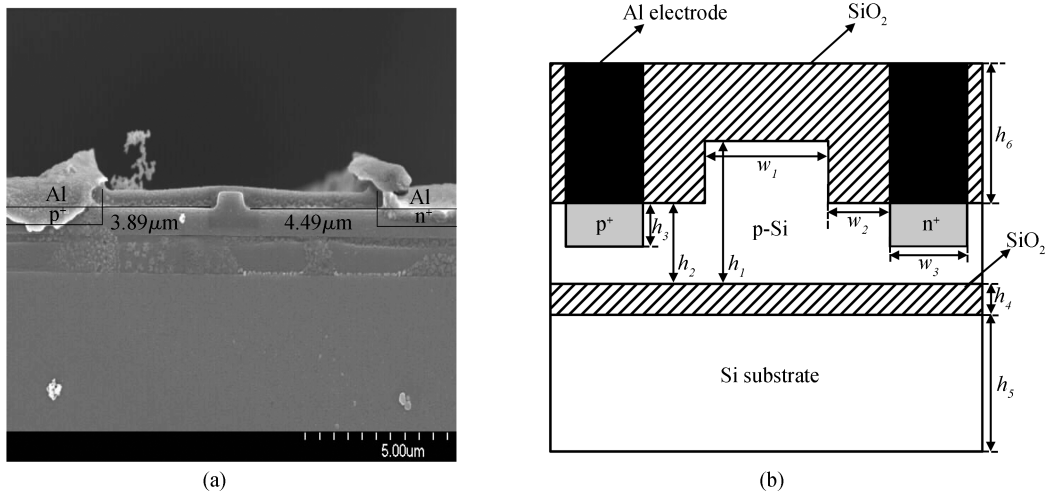 Al electrode
SiO2
Al
p+
3.89μm
4.49μm
Al
n+
5.00um
p+
h3
h2
h1
w1
p-Si
w2
n+
w3
h6
SiO2
h4
Si substrate
h5
(a)
(b)